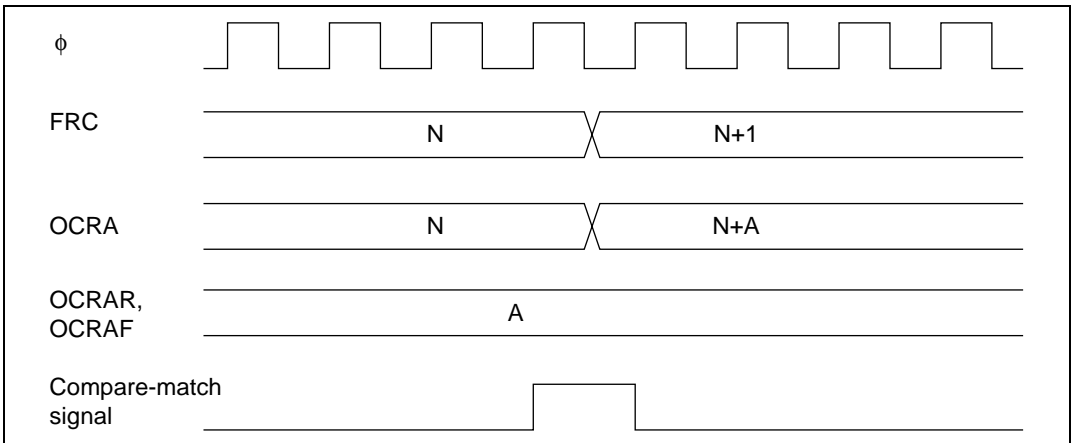 ϕ
FRC
N
N+1
OCRA
N
N+A
OCRAR,
OCRAF
A
Compare-match
signal